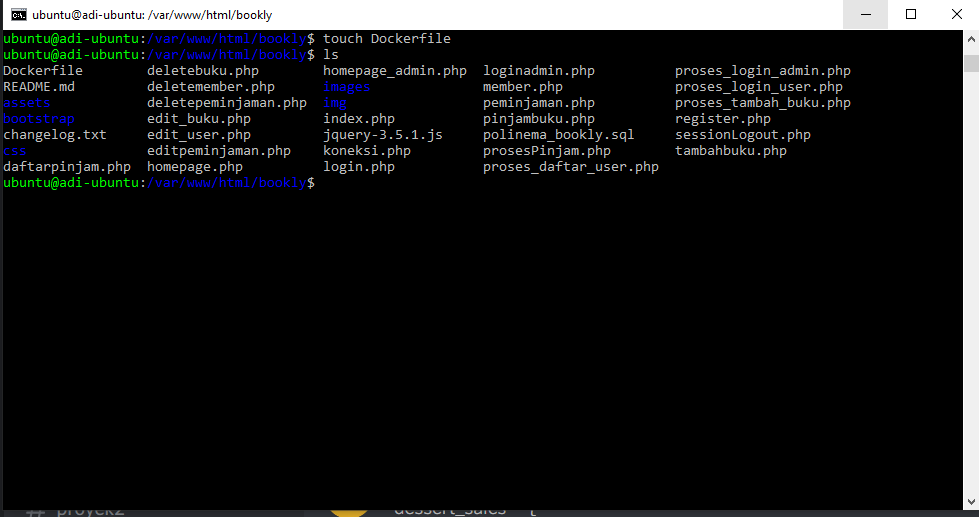 ubuntu@adi-ubuntu: /var/www/html/bookly
ubuntu@adi-ubuntu:/var/www/html/bookly$ touch Dockerfile
ubuntu@adi-ubuntu:/var/www/html/bookly$ ls
Dockerfile deletebuku.php homepage_admin.php loginadmin.php proses_login_admin.php
README.md deletemember.php images member.php proses_login_user.php
assets deletepeminjaman.php img peminjaman.php proses_tambah_buku.php
bootstrap edit_buku.php index.php pinjambuku.php register.php
changelog.txt edit_user.php jquery-3.5.1.js polinema_bookly.sql sessionLogout.php
css editpeminjaman.php koneksi.php prosesPinjam.php tambahbuku.php
daftarpinjam.php homepage.php login.php proses_daftar_user.php
ubuntu@adi-ubuntu:/var/www/html/bookly$